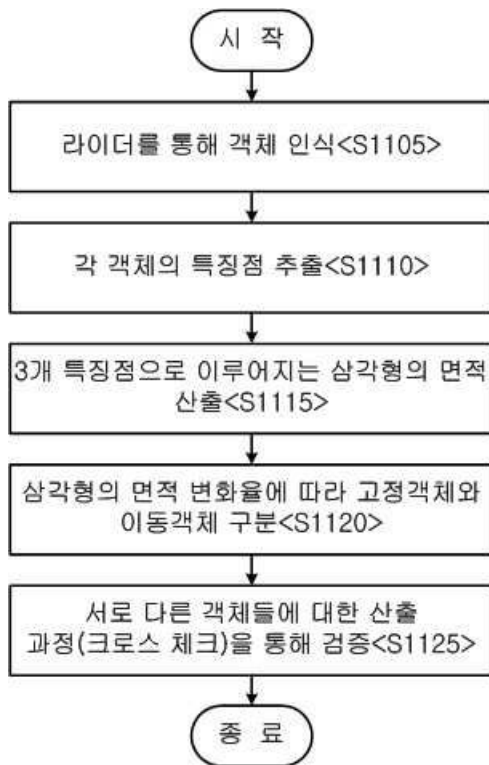 시 작
라이더를 통해 객체 인식<S1105>
각 객체의 특징점 추출<S1110>
3개 특징점으로 이루어지는 삼각형의 면적
산출<S1115>
삼각형의 면적 변화율에 따라 고정객체와
이동객체 구분<S1120>
서로 다른 객체들에 대한 산출
과정(크로스 체크)을 통해 검증<S1125>
종 료